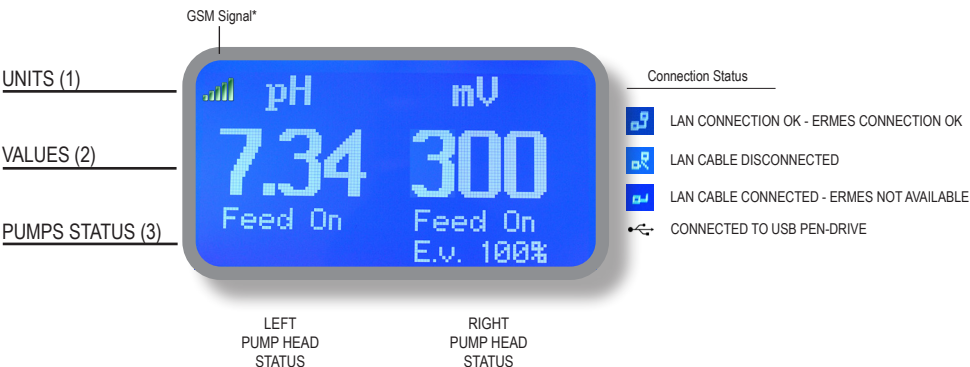 GSM Signal*
UNITS (1)
VALUES (2)
PUMPS STATUS (3)
pH mV
7.34 300
Feed On Feed On
E.v. 100%
LEFT
PUMP HEAD
STATUS
RIGHT
PUMP HEAD
STATUS
Connection Status
LAN CONNECTION OK - ERMES CONNECTION OK
LAN CABLE DISCONNECTED
LAN CABLE CONNECTED - ERMES NOT AVAILABLE
CONNECTED TO USB PEN-DRIVE